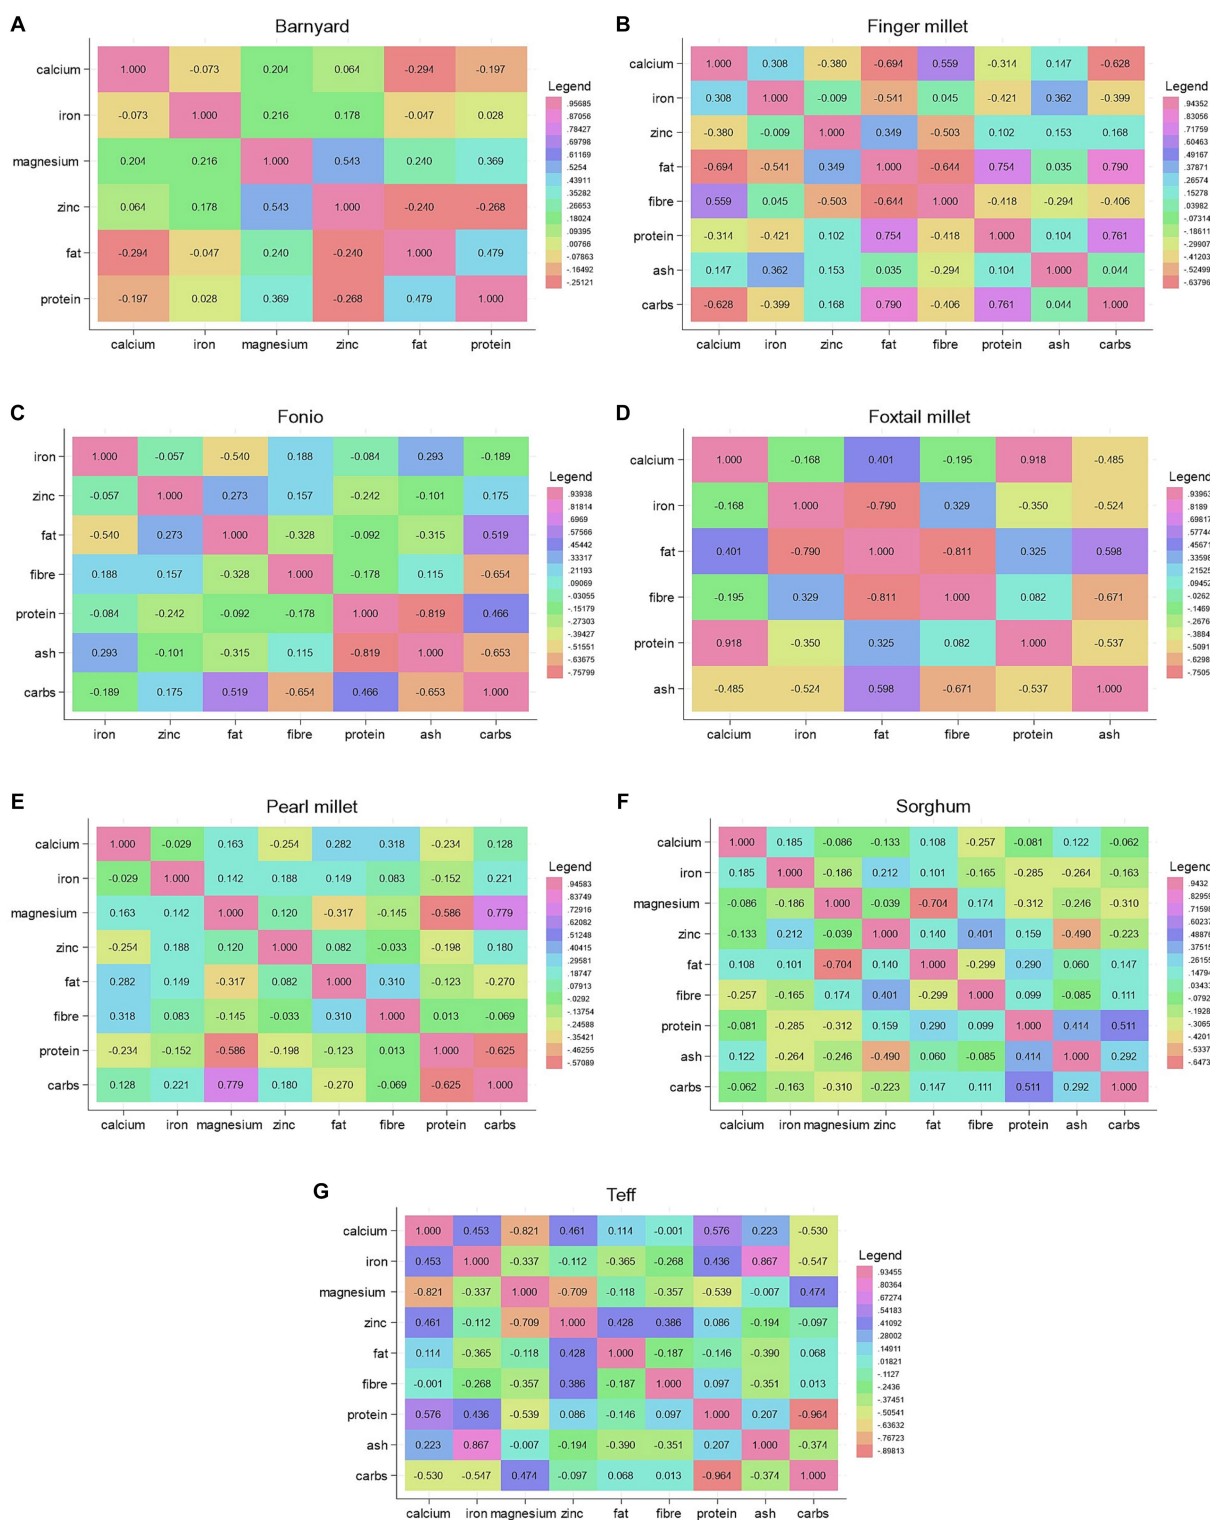 A
Barnyard
calcium 1.000 -0.073 0.204 0.064 -0.294 -0.197
iron -0.073 1.000 0.216 0.178 -0.047 0.028
magnesium 0.204 0.216 1.000 0.543 0.240 0.369
zinc 0.064 0.178 0.543 1.000 -0.240 -0.268
fat -0.294 -0.047 0.240 -0.240 1.000 0.479
protein -0.197 0.028 0.369 -0.268 0.479 1.000
calcium iron magnesium zinc fat protein
Legend
.95685
.87056
.78427
.69798
.61169
.5254
.43911
.35282
.26653
.18024
.09395
.00766
-.07863
-.16492
-.25121
B
Finger millet
calcium 1.000 0.308 -0.380 -0.694 0.559 -0.314 0.147 -0.628
iron 0.308 1.000 -0.009 -0.541 0.045 -0.421 0.362 -0.399
zinc -0.380 -0.009 1.000 0.349 -0.503 0.102 0.153 0.168
fat -0.694 -0.541 0.349 1.000 -0.644 0.754 0.035 0.790
fibre 0.559 0.045 -0.503 -0.644 1.000 -0.418 -0.294 -0.406
protein -0.314 -0.421 0.102 0.754 -0.418 1.000 0.104 0.761
ash 0.147 0.362 0.153 0.035 -0.294 0.104 1.000 0.044
carbs -0.628 -0.399 0.168 0.790 -0.406 0.761 0.044 1.000
calcium iron zinc fat fibre protein ash carbs
Legend
.94352
.83056
.71759
.60463
.49167
.37871
.26574
.15278
.03982
-.07314
-.18611
-.29907
-.41203
-.52499
-.63796
C
Fonio
iron 1.000 -0.057 -0.540 0.188 -0.084 0.293 -0.189
zinc -0.057 1.000 0.273 0.157 -0.242 -0.101 0.175
fat -0.540 0.273 1.000 -0.328 -0.092 -0.315 0.519
fibre 0.188 0.157 -0.328 1.000 -0.178 0.115 -0.654
protein -0.084 -0.242 -0.092 -0.178 1.000 -0.819 0.466
ash 0.293 -0.101 -0.315 0.115 -0.819 1.000 -0.653
carbs -0.189 0.175 0.519 -0.654 0.466 -0.653 1.000
iron zinc fat fibre protein ash carbs
Legend
.93938
.81814
.6969
.57566
.45442
.33317
.21193
.09069
-.03055
-.15179
-.27303
-.39427
-.51551
-.63675
-.75799
D
Foxtail millet
calcium 1.000 -0.168 0.401 -0.195 0.918 -0.485
iron -0.168 1.000 -0.790 0.329 -0.350 -0.524
fat 0.401 -0.790 1.000 -0.811 0.325 0.598
fibre -0.195 0.329 -0.811 1.000 0.082 -0.671
protein 0.918 -0.350 0.325 0.082 1.000 -0.537
ash -0.485 -0.524 0.598 -0.671 -0.537 1.000
calcium iron fat fibre protein ash
Legend
.93963
.8189
.69817
.57744
.45671
.33598
.21525
.09452
-.0262
-.1469
-.2676
-.3884
-.5091
-.6298
-.7505
E
Pearl millet
calcium 1.000 -0.029 0.163 -0.254 0.282 0.318 -0.234 0.128
iron -0.029 1.000 0.142 0.188 0.149 0.083 -0.152 0.221
magnesium 0.163 0.142 1.000 0.120 -0.317 -0.145 -0.586 0.779
zinc -0.254 0.188 0.120 1.000 0.082 -0.033 -0.198 0.180
fat 0.282 0.149 -0.317 0.082 1.000 0.310 -0.123 -0.270
fibre 0.318 0.083 -0.145 -0.033 0.310 1.000 0.013 -0.069
protein -0.234 -0.152 -0.586 -0.198 -0.123 0.013 1.000 -0.625
carbs 0.128 0.221 0.779 0.180 -0.270 -0.069 -0.625 1.000
calcium iron magnesium zinc fat fibre protein carbs
Legend
.94583
.83749
.72916
.62082
.51248
.40415
.29581
.18747
.07913
-.0292
-.13754
-.24588
-.35421
-.46255
-.57089
F
Sorghum
calcium 1.000 0.185 -0.086 -0.133 0.108 -0.257 -0.081 0.122 -0.062
iron 0.185 1.000 -0.186 0.212 0.101 -0.165 -0.285 -0.264 -0.163
magnesium -0.086 -0.186 1.000 -0.039 -0.704 0.174 -0.312 -0.246 -0.310
zinc -0.133 0.212 -0.039 1.000 0.140 0.401 0.159 -0.490 -0.223
fat 0.108 0.101 -0.704 0.140 1.000 -0.299 0.290 0.060 0.147
fibre -0.257 -0.165 0.174 0.401 -0.299 1.000 0.099 -0.085 0.111
protein -0.081 -0.285 -0.312 0.159 0.290 0.099 1.000 0.414 0.511
ash 0.122 -0.264 -0.246 -0.490 0.060 -0.085 0.414 1.000 0.292
carbs -0.062 -0.163 -0.310 -0.223 0.147 0.111 0.511 0.292 1.000
calcium iron magnesium zinc fat fibre protein ash carbs
Legend
.9432
.82959
.71598
.60237
.48876
.37515
.26155
.14794
.03433
-.0792
-.1928
-.3065
-.4201
-.5337
-.6473
G
Teff
calcium 1.000 0.453 -0.821 0.461 0.114 -0.001 0.576 0.223 -0.530
iron 0.453 1.000 -0.337 -0.112 -0.365 -0.268 0.436 0.867 -0.547
magnesium -0.821 -0.337 1.000 -0.709 -0.118 -0.357 -0.539 -0.007 0.474
zinc 0.461 -0.112 -0.709 1.000 0.428 0.386 0.086 -0.194 -0.097
fat 0.114 -0.365 -0.118 0.428 1.000 -0.187 -0.146 -0.390 0.068
fibre -0.001 -0.268 -0.357 0.386 -0.187 1.000 0.097 -0.351 0.013
protein 0.576 0.436 -0.539 0.086 -0.146 0.097 1.000 0.207 -0.964
ash 0.223 0.867 -0.007 -0.194 -0.390 -0.351 0.207 1.000 -0.374
carbs -0.530 -0.547 0.474 -0.097 0.068 0.013 -0.964 -0.374 1.000
calcium iron magnesium zinc fat fibre protein ash carbs
Legend
.93455
.80364
.67274
.54183
.41092
.28002
.14911
.01821
-.1127
-.2436
-.37451
-.50541
-.63632
-.76723
-.89813